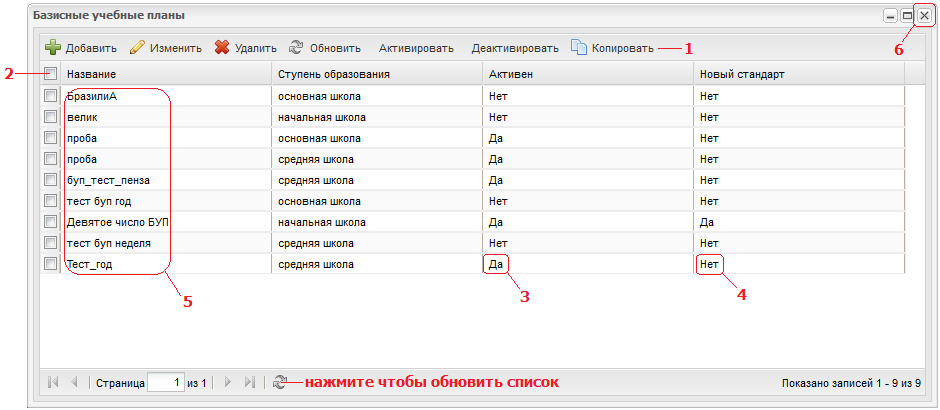 Базисные учебные планы
6
Добавить Изменить Удалить Обновить Активировать Деактивировать Копировать 1
2 Название Ступень образования Активен Новый стандарт
БразилиА основная школа Нет Нет
велик начальная школа Нет Нет
проба основная школа Да Нет
проба средняя школа Да Нет
буп_тест_пенза средняя школа Да Нет
тест буп год основная школа Нет Нет
Девятое число БУП начальная школа Да Да
тест буп неделя средняя школа Нет Нет
Тест_год средняя школа Да Нет
5 3 4
Страница 1 из 1 нажмите чтобы обновить список Показано записей 1 - 9 из 9